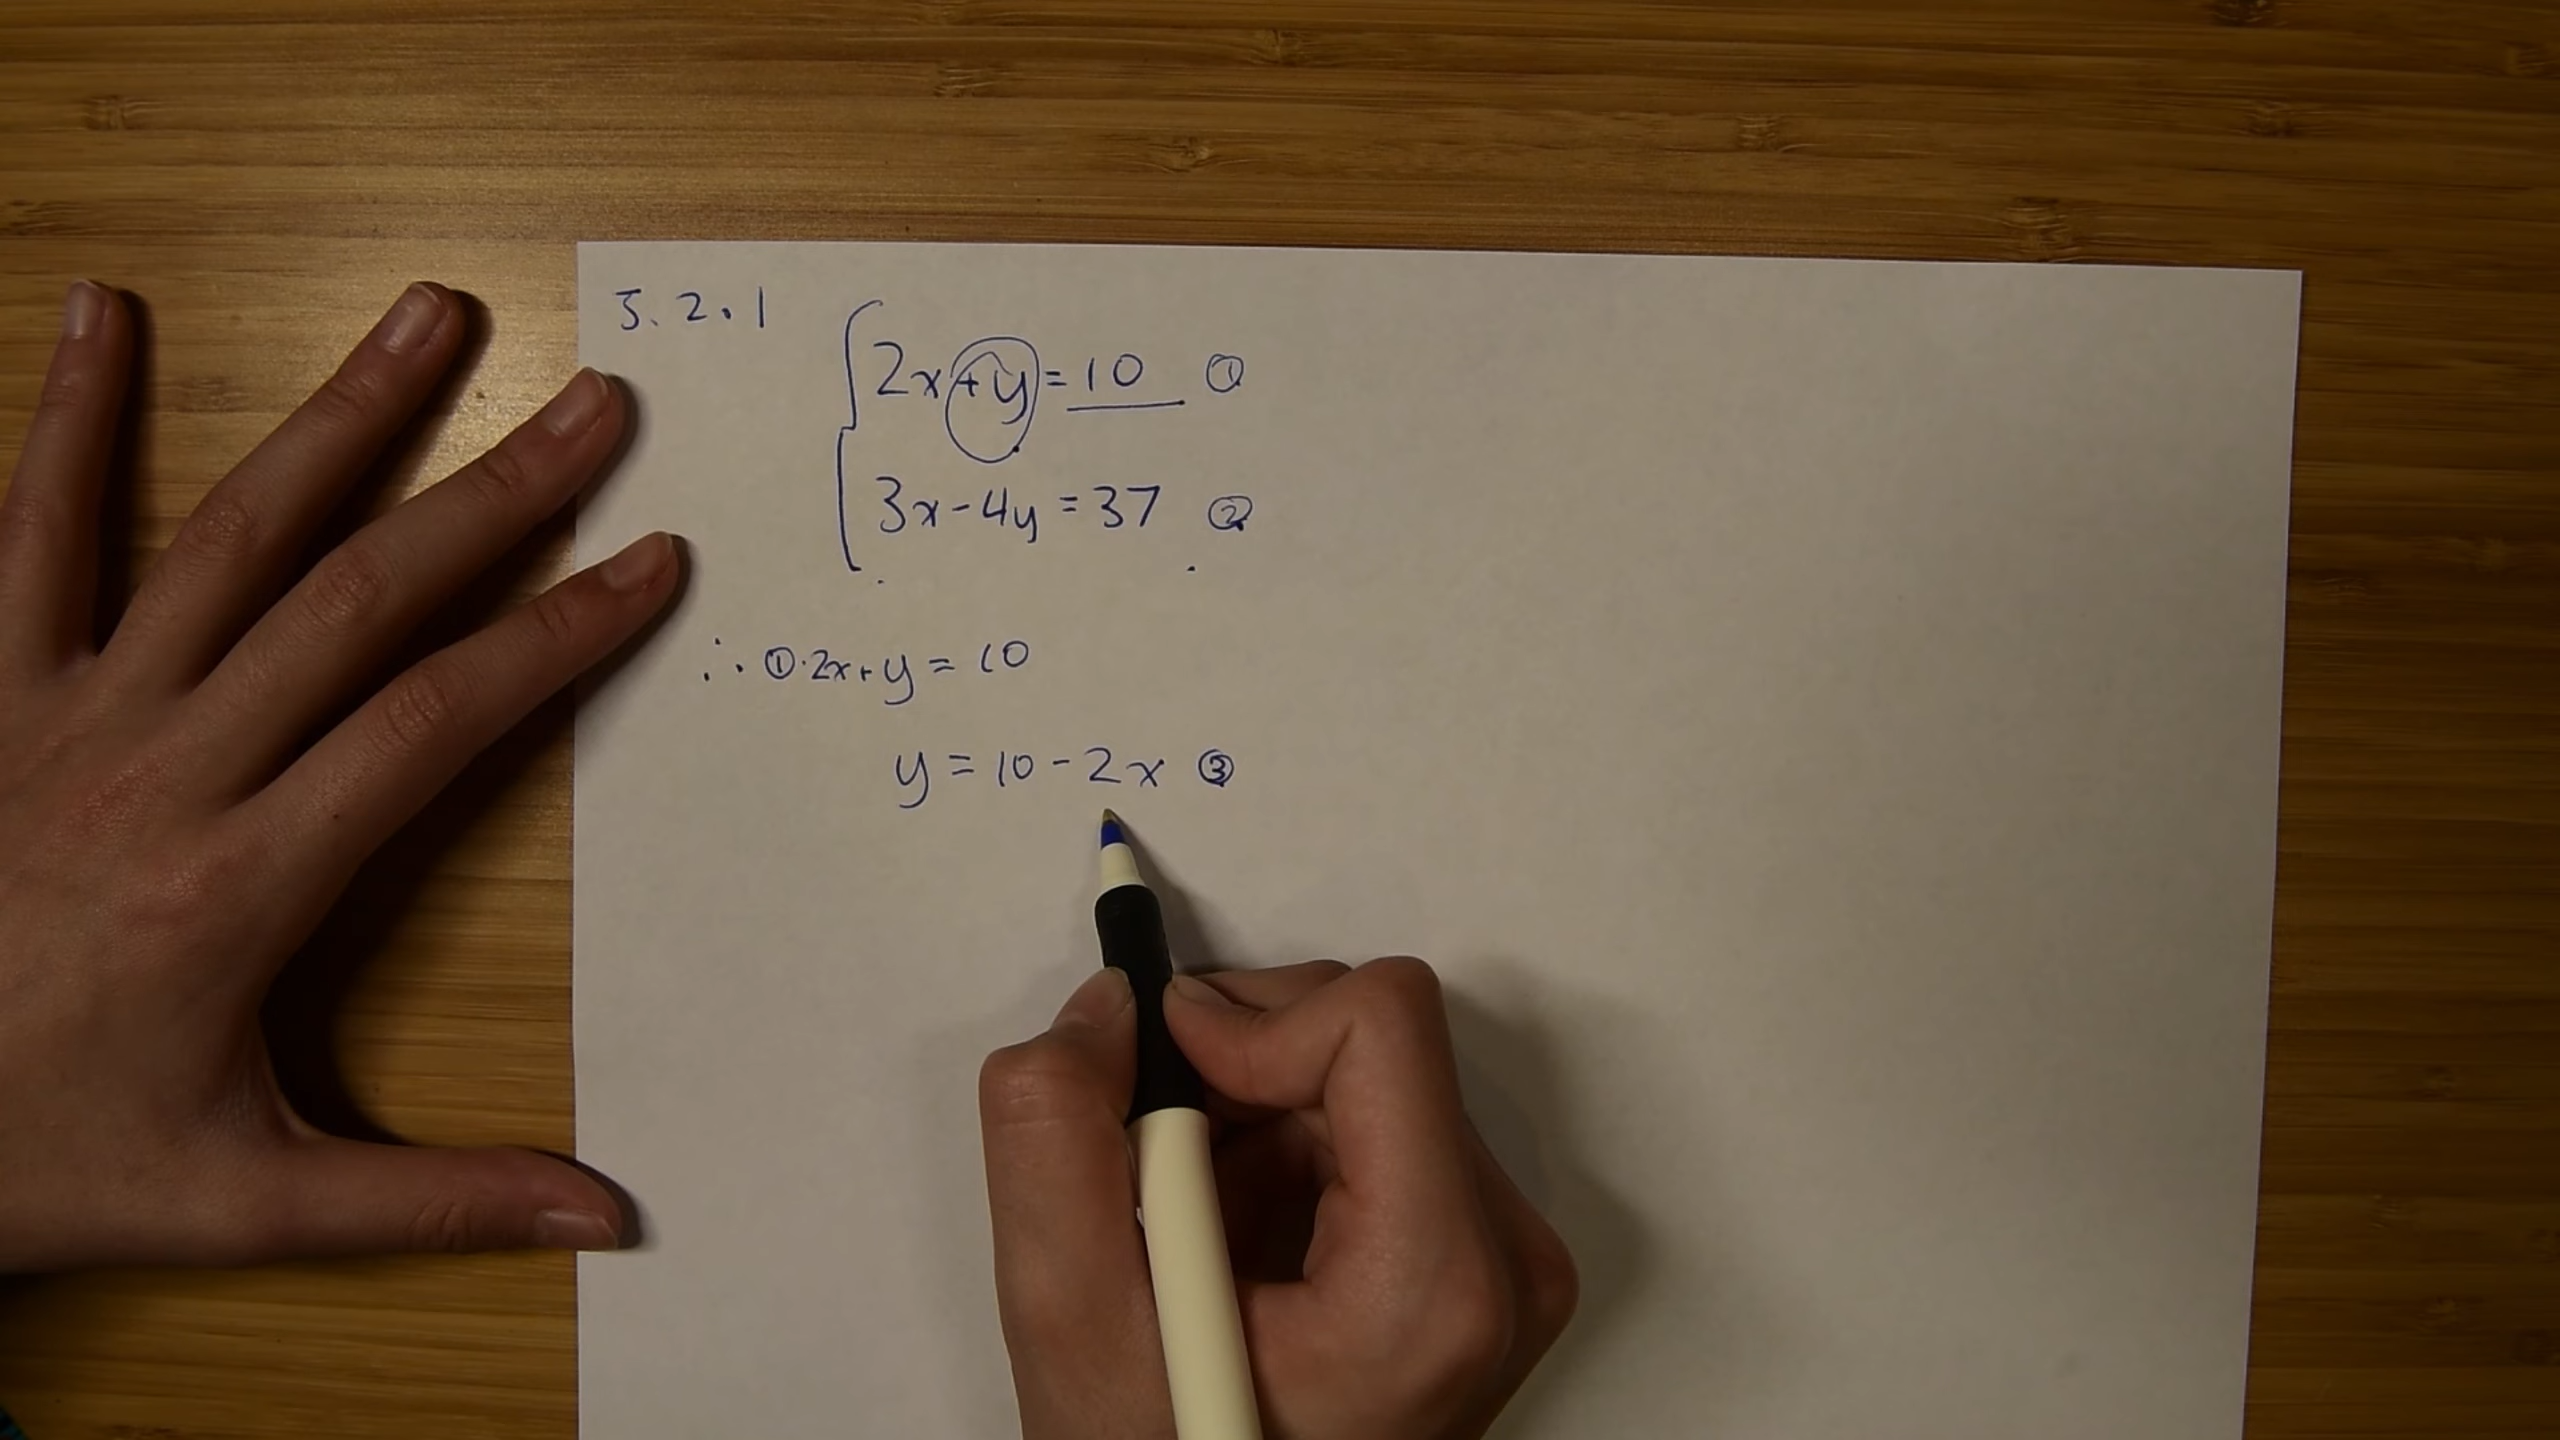 5.2.1
2x+y=10 ①
3x-4y=37 ②
∴ ①·2x+y=10
y=10-2x ③